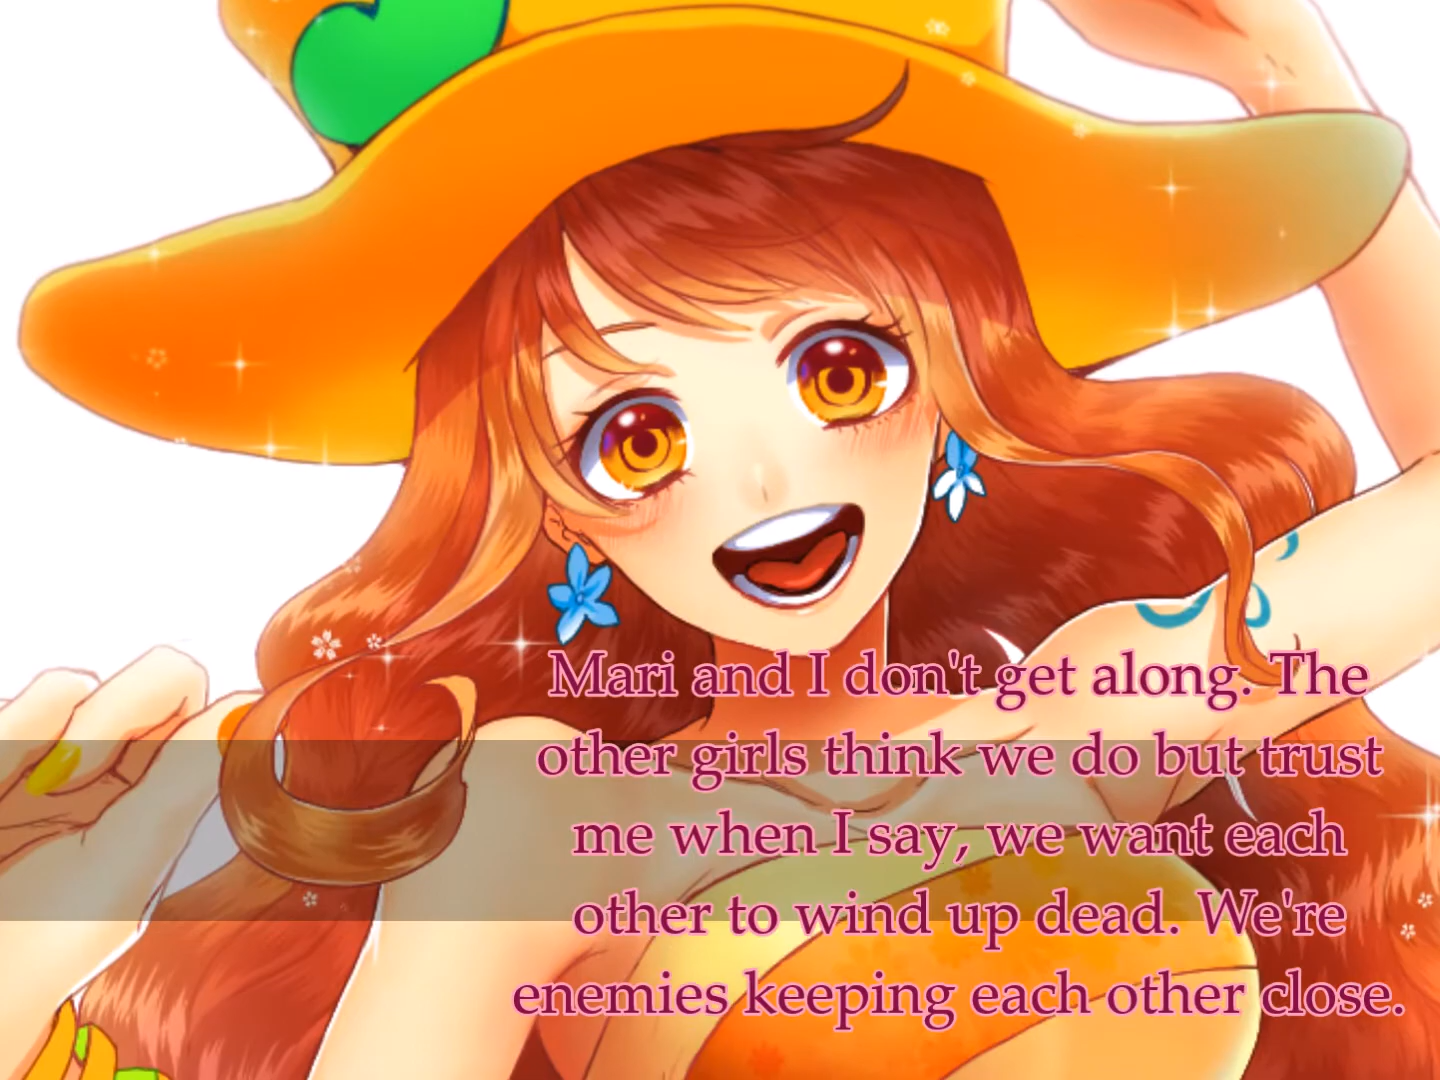 Mari and I don't get along. The
other girls think we do but trust
me when I say, we want each
other to wind up dead. We're
enemies keeping each other close.